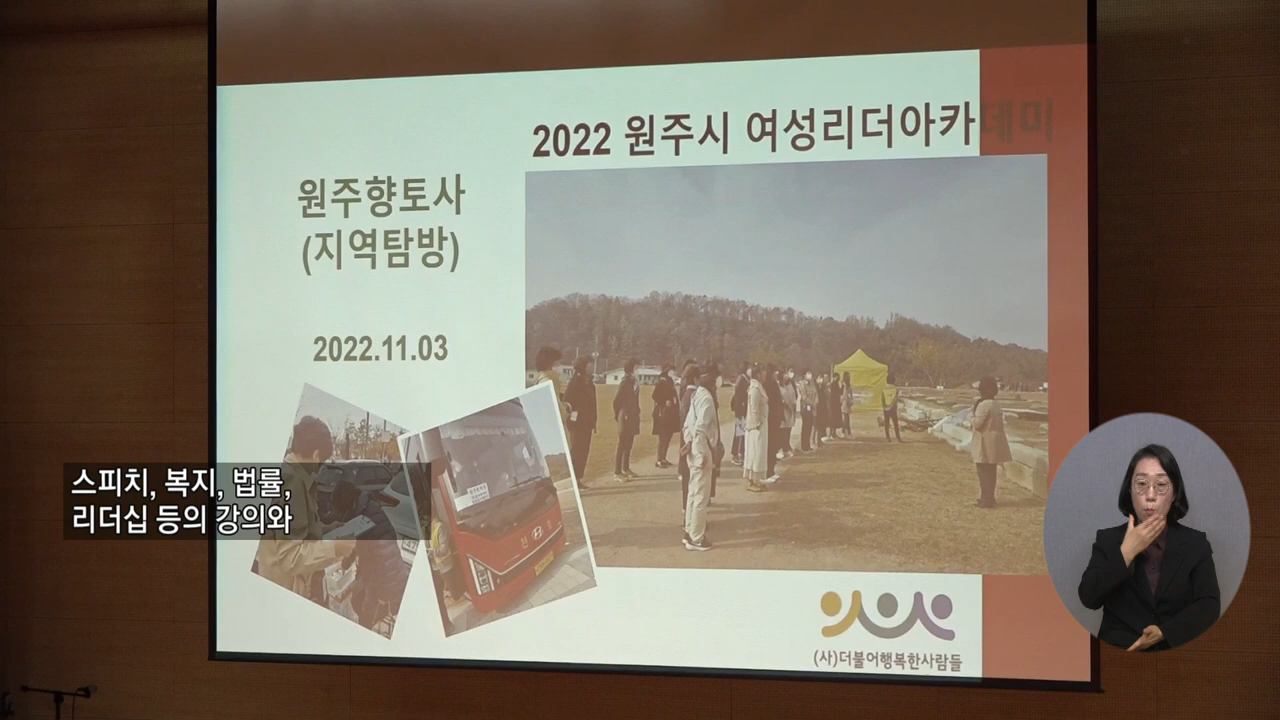 2022 원주시 여성리더아카데미
원주향토사
(지역탐방)
2022.11.03
스피치, 복지, 법률,
리더십 등의 강의와
(사)더불어행복한사람들